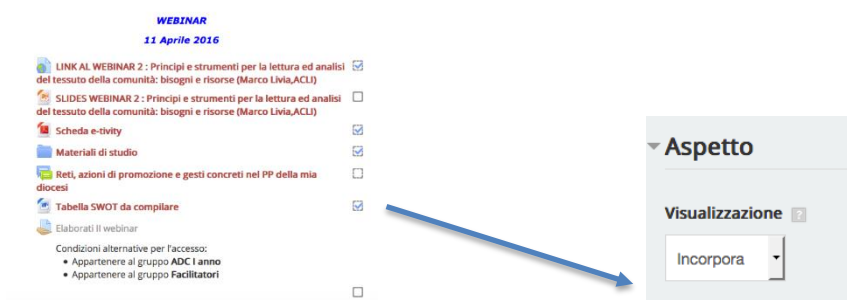 WEBINAR
11 Aprile 2016
LINK AL WEBINAR 2 : Principi e strumenti per la lettura ed analisi
del tessuto della comunità: bisogni e risorse (Marco Livia,ACLI)
SLIDES WEBINAR 2 : Principi e strumenti per la lettura ed analisi
del tessuto della comunità: bisogni e risorse (Marco Livia,ACLI)
Scheda e-tivity
Materiali di studio
Reti, azioni di promozione e gesti concreti nel PP della mia
diocesi
Tabella SWOT da compilare
Elaborati II webinar
Condizioni alternative per l'accesso:
• Appartenere al gruppo ADC I anno
• Appartenere al gruppo Facilitatori
Aspetto
Visualizzazione ?
Incorpora